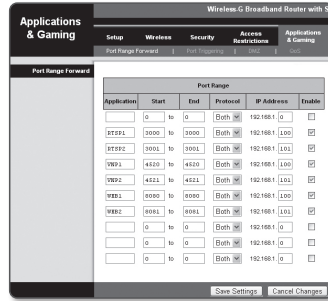 Wireless-G Broadband Router with S
Applications & Gaming
Setup Wireless Security Access Restrictions Applications & Gaming
Port Range Forward | Port Triggering | DMZ | QoS
Port Range Forward
Port Range
Application Start End Protocol IP Address Enable
0 to 0 Both 192.168.1. 0
RTSP1 3000 to 3000 Both 192.168.1. 100
RTSP2 3001 to 3001 Both 192.168.1. 101
VNP1 4520 to 4520 Both 192.168.1. 100
VNP2 4521 to 4521 Both 192.168.1. 101
WEB1 8080 to 8080 Both 192.168.1. 100
WEB2 8081 to 8081 Both 192.168.1. 101
0 to 0 Both 192.168.1. 0
0 to 0 Both 192.168.1. 0
0 to 0 Both 192.168.1. 0
Save Settings Cancel Changes